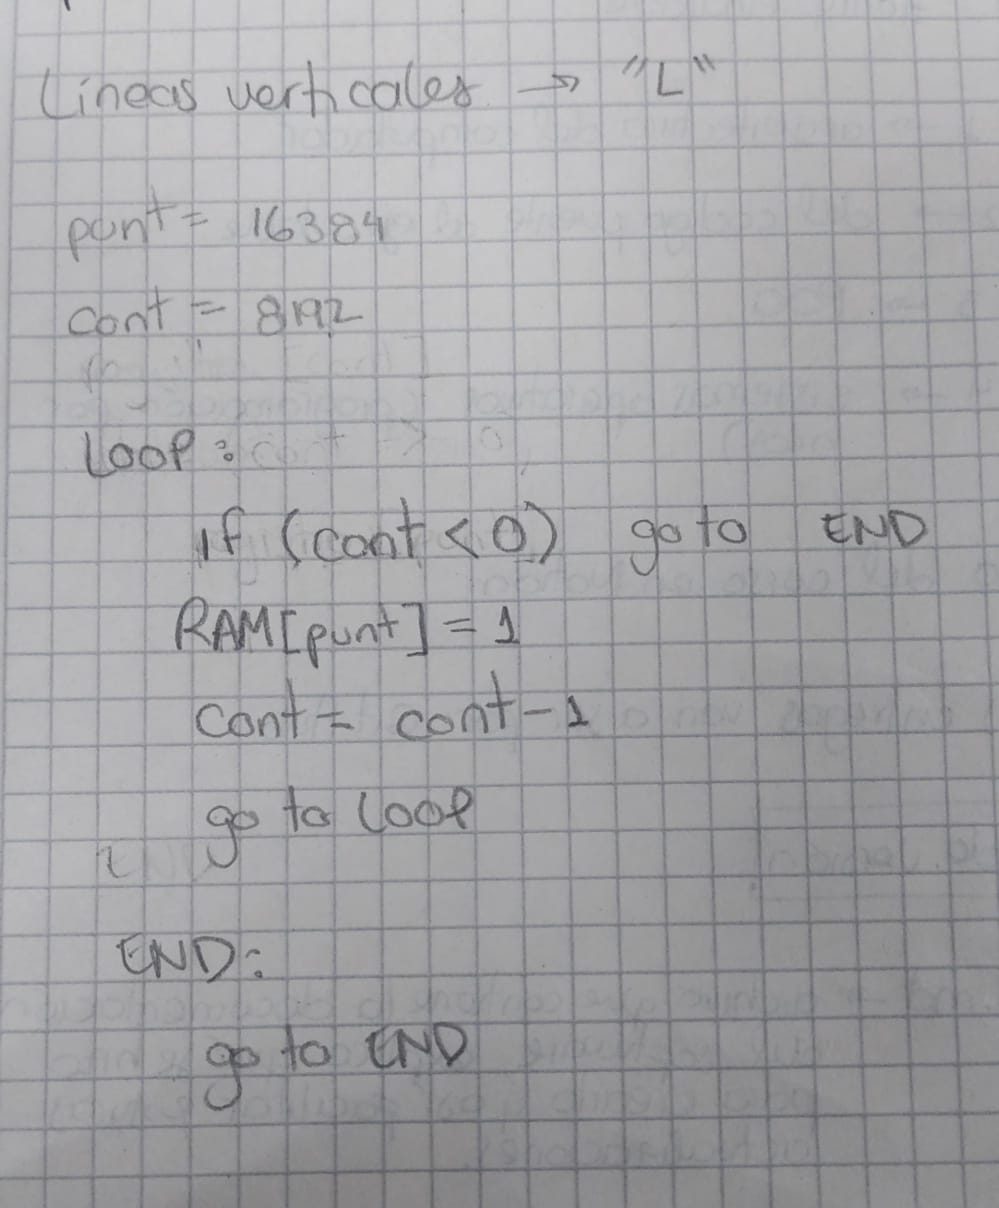 Lineas verticales → "L"
punt = 16384
cont = 8192
Loop:
if (cont < 0) go to END
RAM[punt] = 1
cont = cont - 1
go to loop
END:
go to END